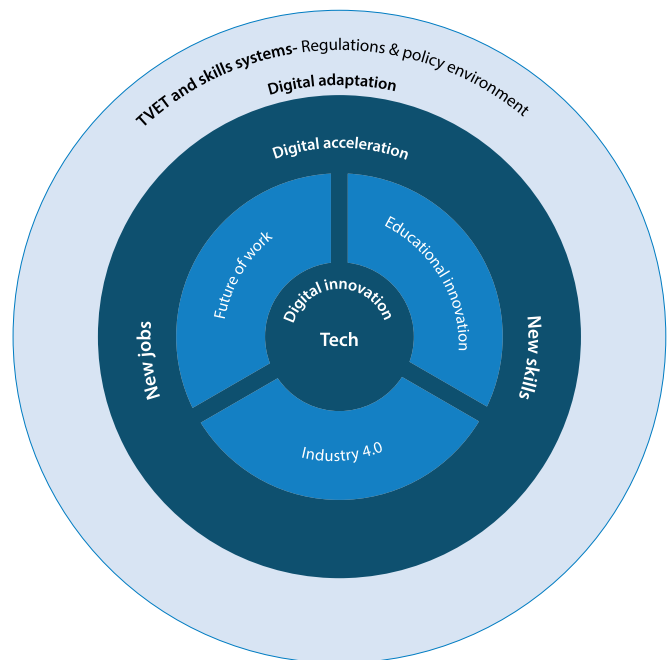 TVET and skills systems- Regulations & policy environment
Digital adaptation
Digital acceleration
Future of work
Educational innovation
Digital innovation
Tech
New jobs
New skills
Industry 4.0